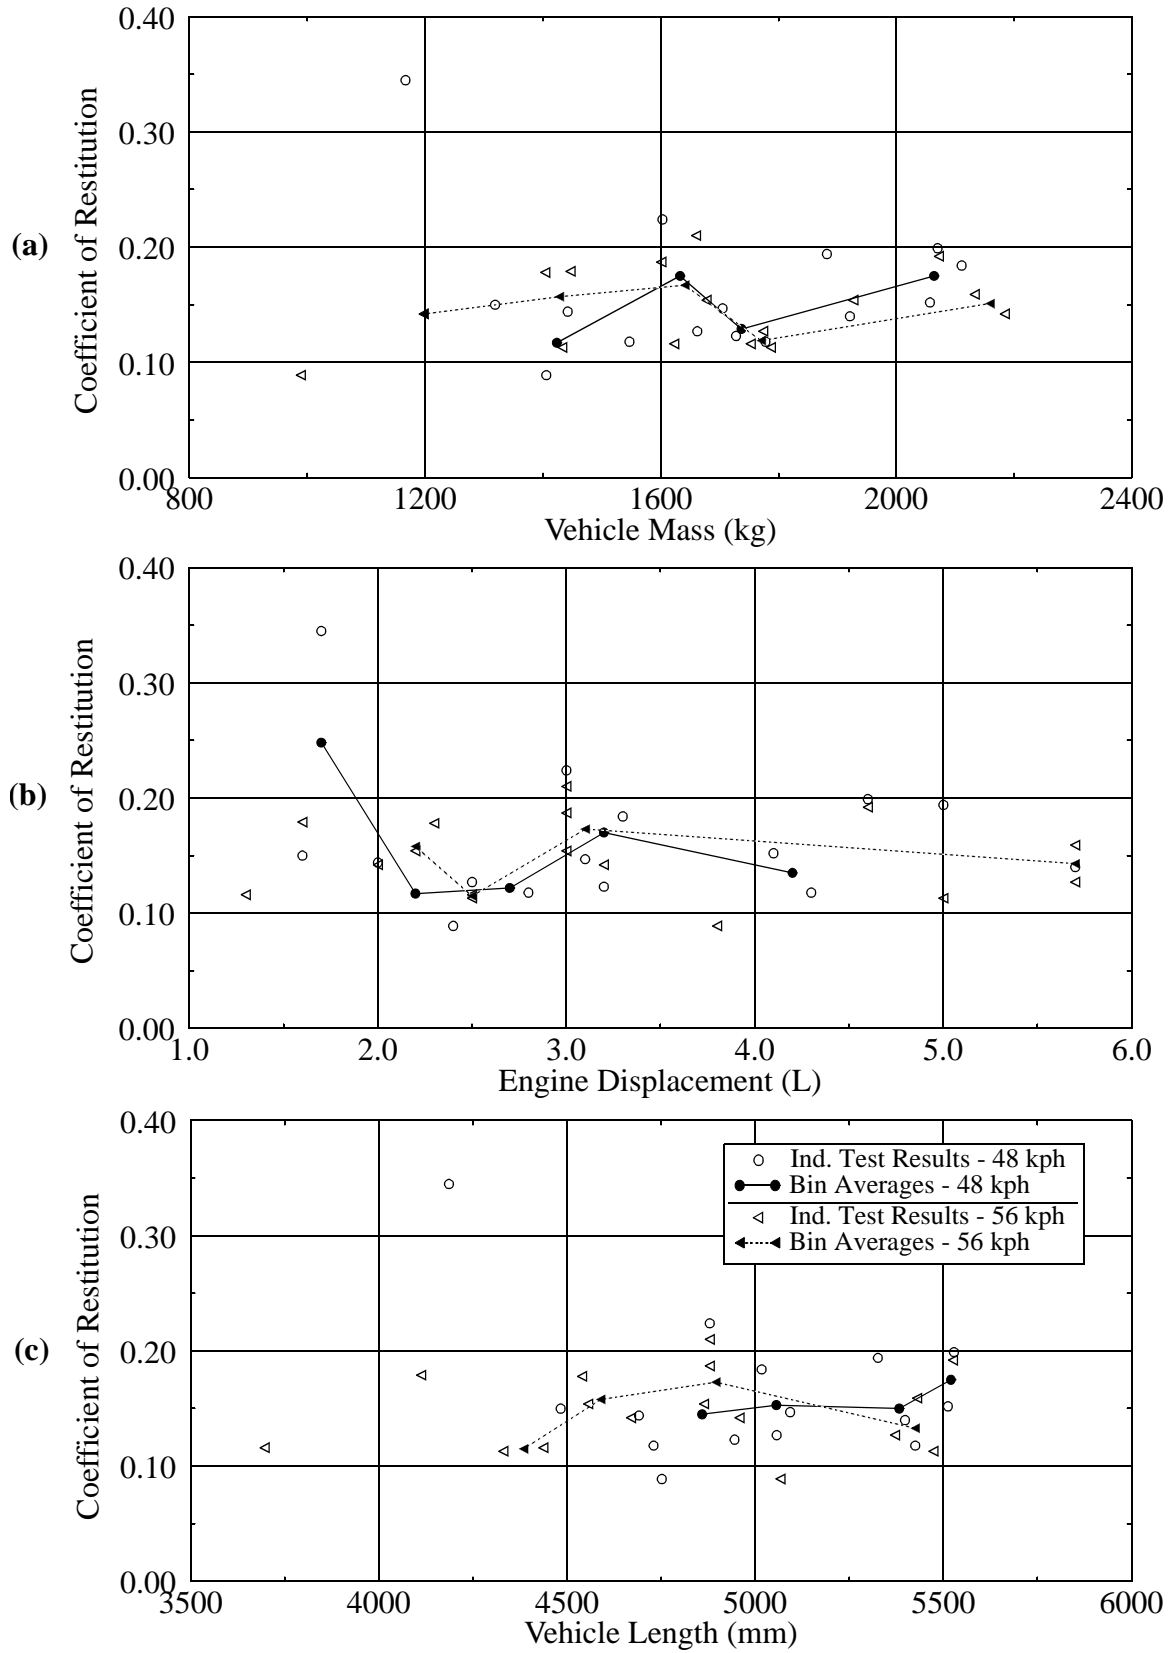 0.40
0.30
0.20
0.10
0.00
Coefficient of Restitution
(a)
800 1200 1600 2000 2400
Vehicle Mass (kg)
0.40
0.30
0.20
0.10
0.00
Coefficient of Restitution
(b)
1.0 2.0 3.0 4.0 5.0 6.0
Engine Displacement (L)
0.40
0.30
0.20
0.10
0.00
Coefficient of Restitution
(c)
Ind. Test Results - 48 kph
Bin Averages - 48 kph
Ind. Test Results - 56 kph
Bin Averages - 56 kph
3500 4000 4500 5000 5500 6000
Vehicle Length (mm)